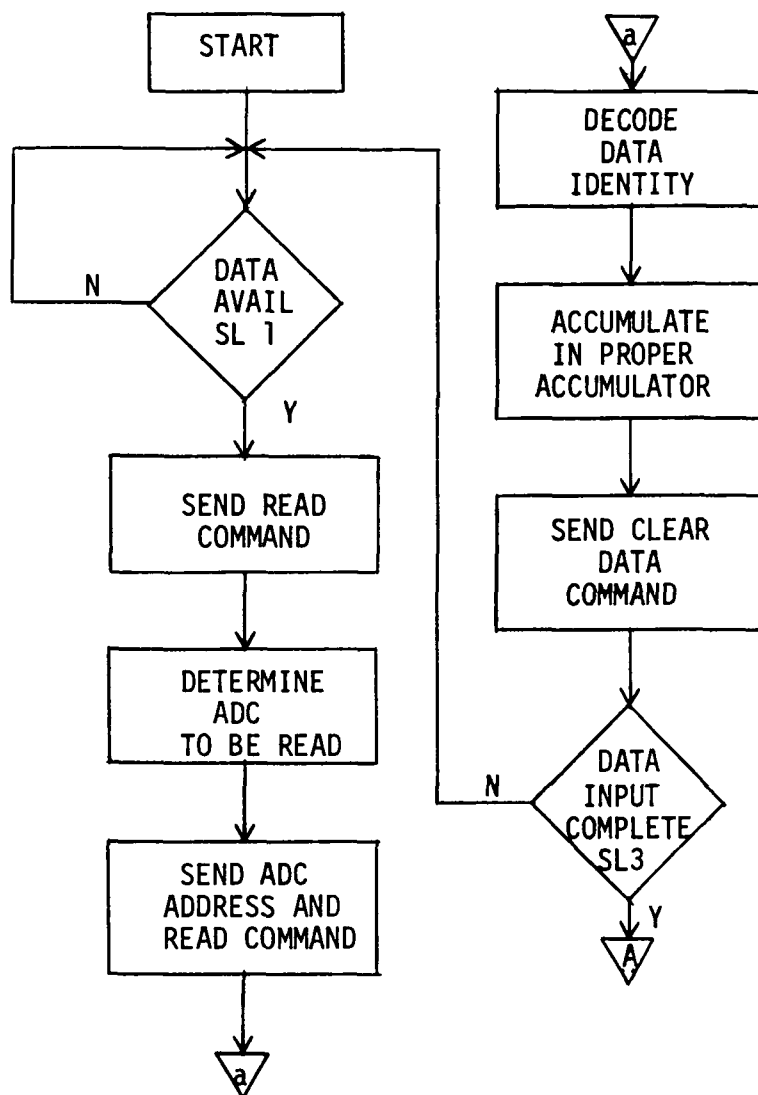 START
DATA
AVAIL
SL 1
N
Y
SEND READ
COMMAND
DETERMINE
ADC
TO BE READ
SEND ADC
ADDRESS AND
READ COMMAND
a
a
DECODE
DATA
IDENTITY
ACCUMULATE
IN PROPER
ACCUMULATOR
SEND CLEAR
DATA
COMMAND
DATA
INPUT
COMPLETE
SL3
N
Y
A